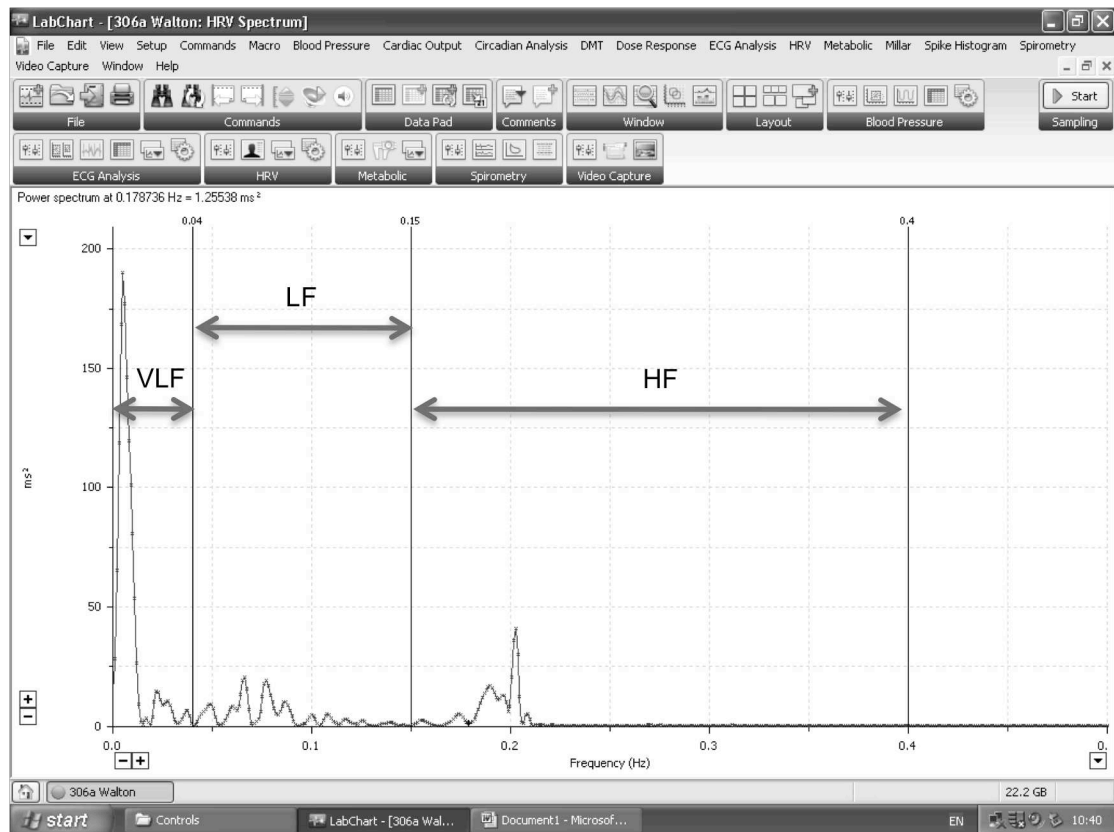 LabChart - [306a Walton: HRV Spectrum]
File Edit View Setup Commands Macro Blood Pressure Cardiac Output Circadian Analysis DMT Dose Response ECG Analysis HRV Metabolic Millar Spike Histogram Spirometry
Video Capture Window Help
Start
File Commands Data Pad Comments Window Layout Blood Pressure Sampling
ECG Analysis HRV Metabolic Spirometry Video Capture
Power spectrum at 0.178736 Hz = 1.25538 ms²
0.04 0.15 0.4
200
LF
150
VLF HF
ms²
100
50
0
0.0 0.1 0.2 0.3 0.4 0.
Frequency (Hz)
306a Walton 22.2 GB
start Controls LabChart - [306a Wal... Document1 - Microsof... EN 10:40